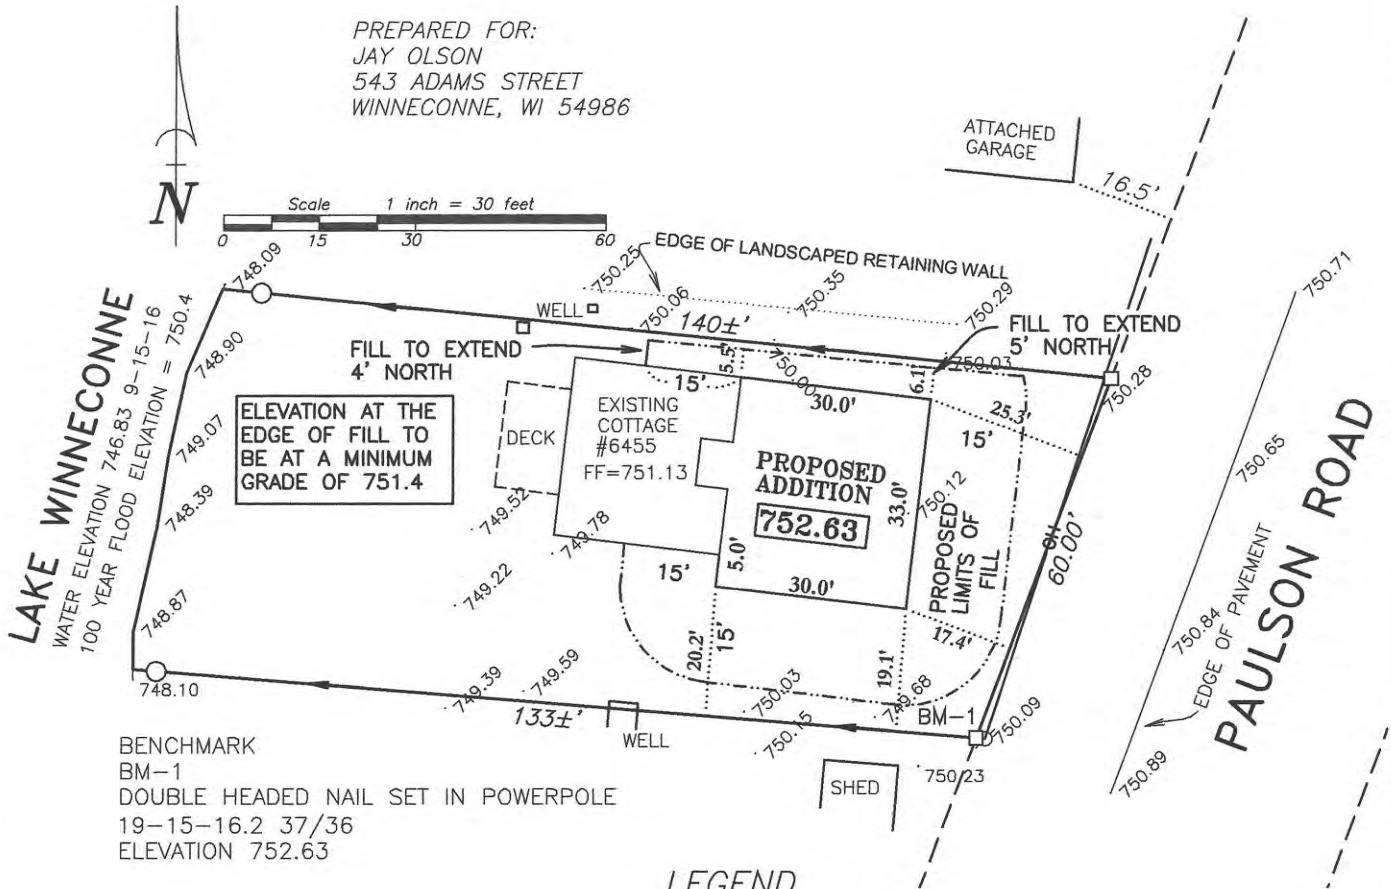 PREPARED FOR:
JAY OLSON
543 ADAMS STREET
WINNECONNE, WI 54986
N
Scale 1 inch = 30 feet
0 15 30 60
ATTACHED
GARAGE
16.5'
EDGE OF LANDSCAPED RETAINING WALL
750.25
750.06
750.35
750.29
750.71
748.09
WELL
140±'
FILL TO EXTEND
4' NORTH
FILL TO EXTEND
5' NORTH
750.03
750.28
750.00
5.5'
6.1'
15'
30.0'
25.3'
15'
LAKE WINNECONNE
WATER ELEVATION 746.83 9-15-16
100 YEAR FLOOD ELEVATION = 750.4
748.90
749.07
748.39
748.87
748.10
ELEVATION AT THE
EDGE OF FILL TO
BE AT A MINIMUM
GRADE OF 751.4
DECK
EXISTING
COTTAGE
#6455
FF=751.13
PROPOSED
ADDITION
752.63
33.0'
750.12
PROPOSED
LIMITS OF
FILL
OH
60.00'
750.65
750.84
EDGE OF PAVEMENT
PAULSON ROAD
750.89
749.52
749.78
749.22
15'
5.0'
30.0'
17.4'
20.2'
15'
19.1'
749.39
749.59
750.03
749.68
750.15
BM-1
750.09
133±'
WELL
750.23
SHED
BENCHMARK
BM-1
DOUBLE HEADED NAIL SET IN POWERPOLE
19-15-16.2 37/36
ELEVATION 752.63
LEGEND